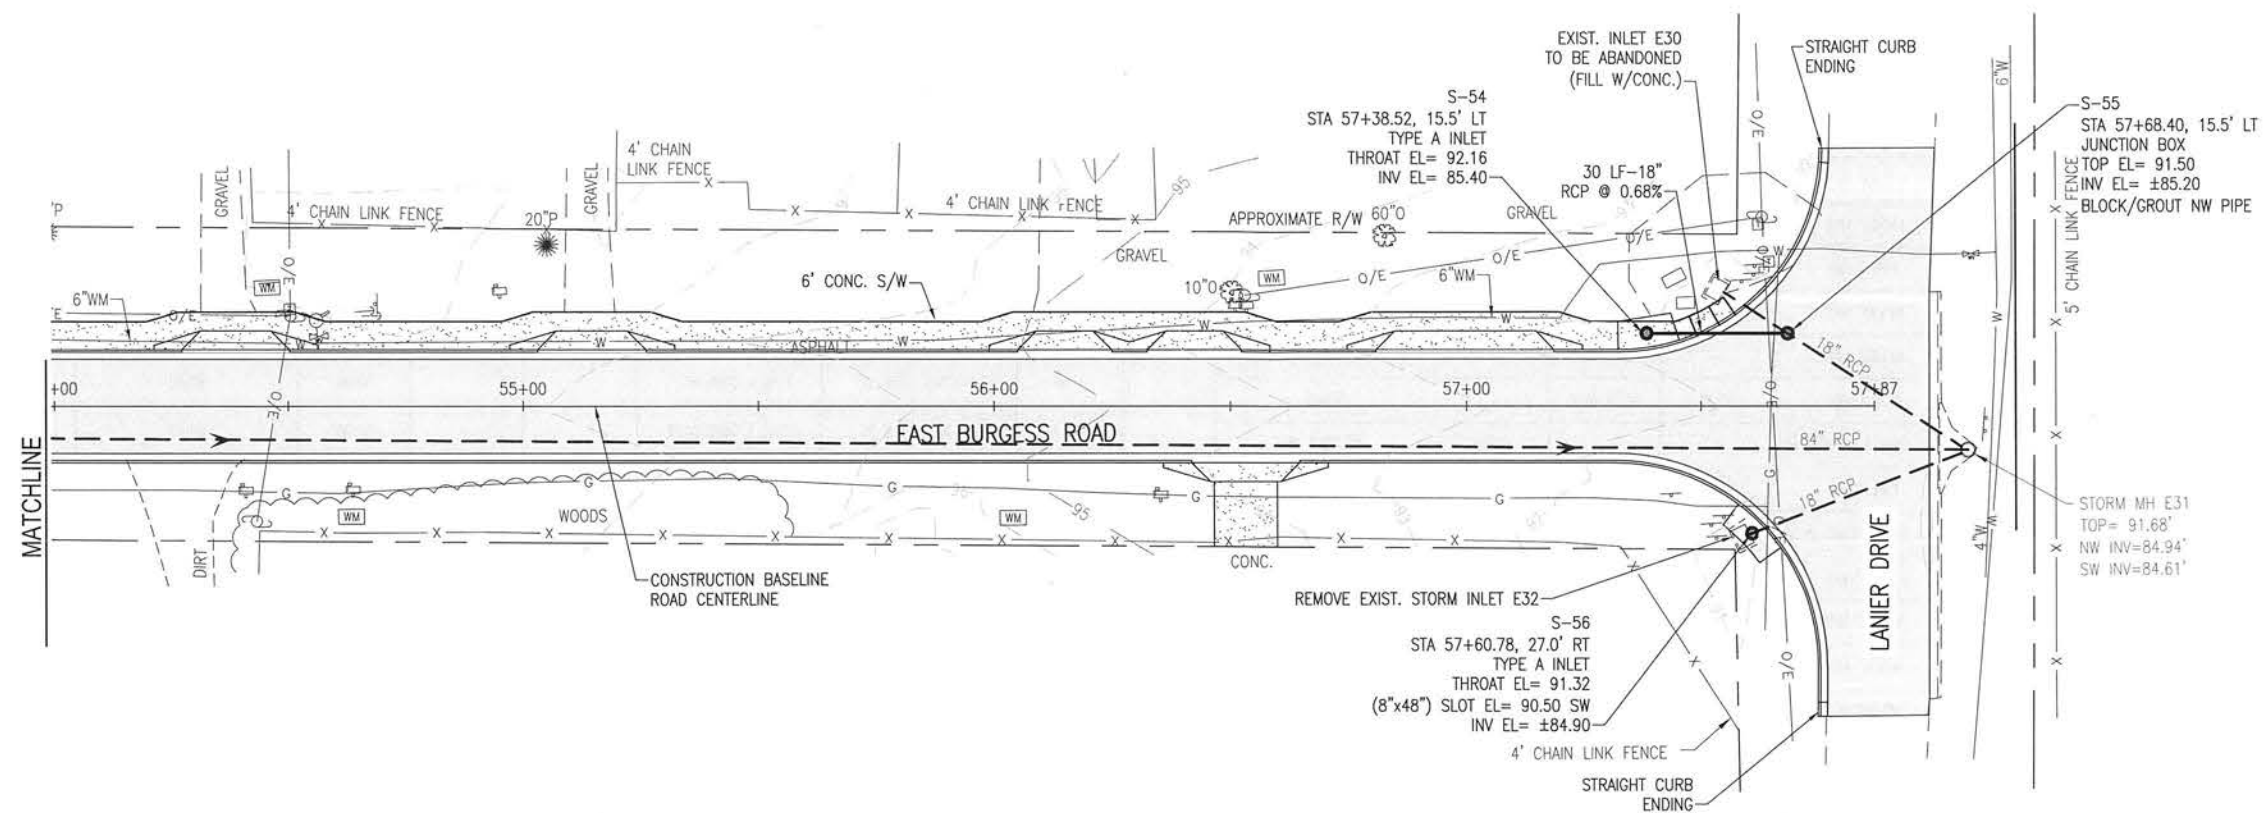 EXIST. INLET E30
TO BE ABANDONED
(FILL W/CONC.)
STRAIGHT CURB
ENDING
6"W
S-54
STA 57+38.52, 15.5' LT
TYPE A INLET
THROAT EL= 92.16
INV EL= 85.40
30 LF-18"
RCP @ 0.68%
O/E
S-55
STA 57+68.40, 15.5' LT
JUNCTION BOX
TOP EL= 91.50
INV EL= ±85.20
BLOCK/GROUT NW PIPE
5' CHAIN LINK FENCE
4' CHAIN
LINK FENCE
GRAVEL
GRAVEL
4' CHAIN LINK FENCE
4' CHAIN LINK rENCE
95
"P
20"P
APPROXIMATE R/W
60"O
GRAVEL
GRAVEL
O/E
O/E
O/E
O/E
O/E
6"WM
WM
6' CONC. S/W
10"O
WM
6"WM
W
W
W
W
W
W
W
ASPHALT
18" RCP
+00
55+00
56+00
57+00
57+87
O/E
O/E
MATCHLINE
EAST BURGESS ROAD
84" RCP
18" RCP
G
G
G
G
G
G
WM
WOODS
WM
95
DIRT
CONC.
CONSTRUCTION BASELINE
ROAD CENTERLINE
REMOVE EXIST. STORM INLET E32
S-56
STA 57+60.78, 27.0' RT
TYPE A INLET
THROAT EL= 91.32
(8"x48") SLOT EL= 90.50 SW
INV EL= ±84.90
4' CHAIN LINK FENCE
STRAIGHT CURB
ENDING
O/E
LANIER DRIVE
4"W
W
STORM MH E31
TOP= 91.68'
NW INV=84.94'
SW INV=84.61'